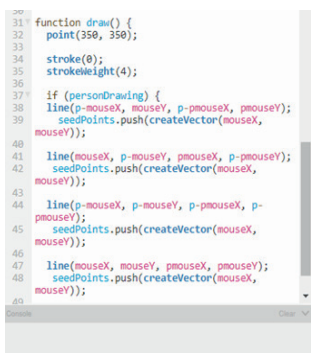 31 function draw() {
32 point(350, 350);
33
34 stroke(0);
35 strokeWeight(4);
36
37 if (personDrawing) {
38 line(p-mouseX, mouseY, p-pmouseX, pmouseY);
39 seedPoints.push(createVector(mouseX,
mouseY));
40
41 line(mouseX, p-mouseY, pmouseX, p-pmouseY);
42 seedPoints.push(createVector(mouseX,
mouseY));
43
44 line(p-mouseX, p-mouseY, p-pmouseX, p-
pmouseY);
45 seedPoints.push(createVector(mouseX,
mouseY));
46
47 line(mouseX, mouseY, pmouseX, pmouseY);
48 seedPoints.push(createVector(mouseX,
mouseY));
49
Console Clear